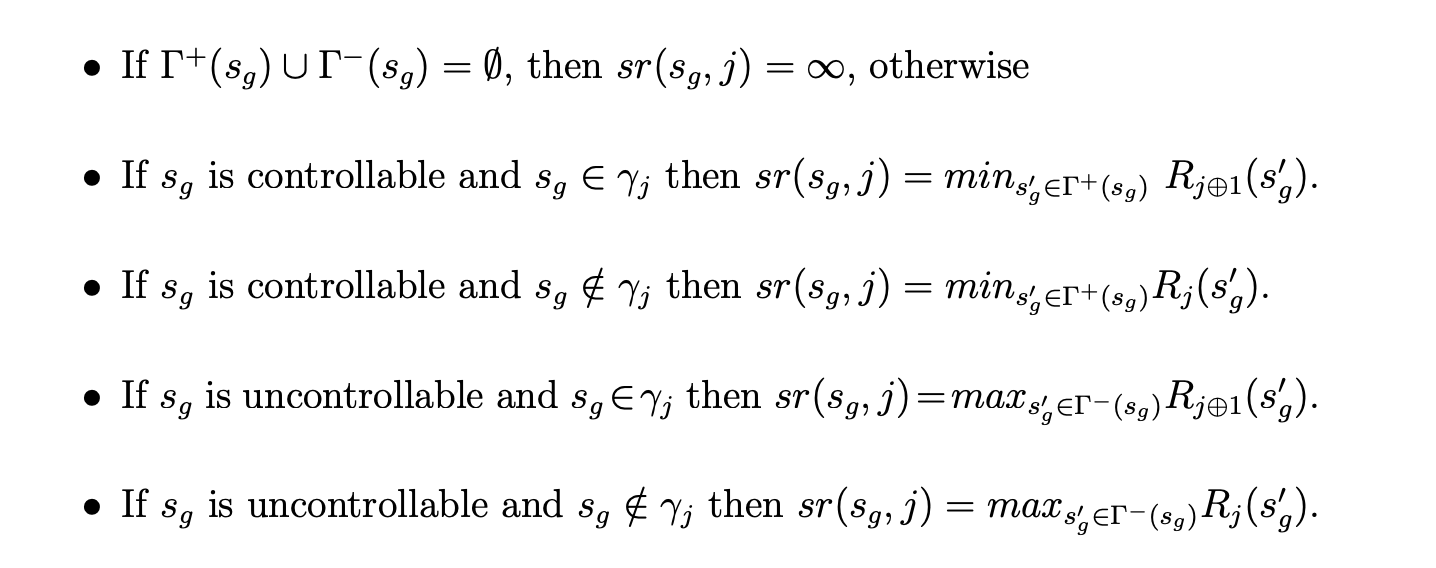 • If Γ⁺(s_g) ∪ Γ⁻(s_g) = ∅, then sr(s_g, j) = ∞, otherwise
• If s_g is controllable and s_g ∈ γ_j then sr(s_g, j) = min_{s′_g∈Γ⁺(s_g)} R_{j⊕1}(s′_g).
• If s_g is controllable and s_g ∉ γ_j then sr(s_g, j) = min_{s′_g∈Γ⁺(s_g)} R_j(s′_g).
• If s_g is uncontrollable and s_g ∈ γ_j then sr(s_g, j) = max_{s′_g∈Γ⁻(s_g)} R_{j⊕1}(s′_g).
• If s_g is uncontrollable and s_g ∉ γ_j then sr(s_g, j) = max_{s′_g∈Γ⁻(s_g)} R_j(s′_g).